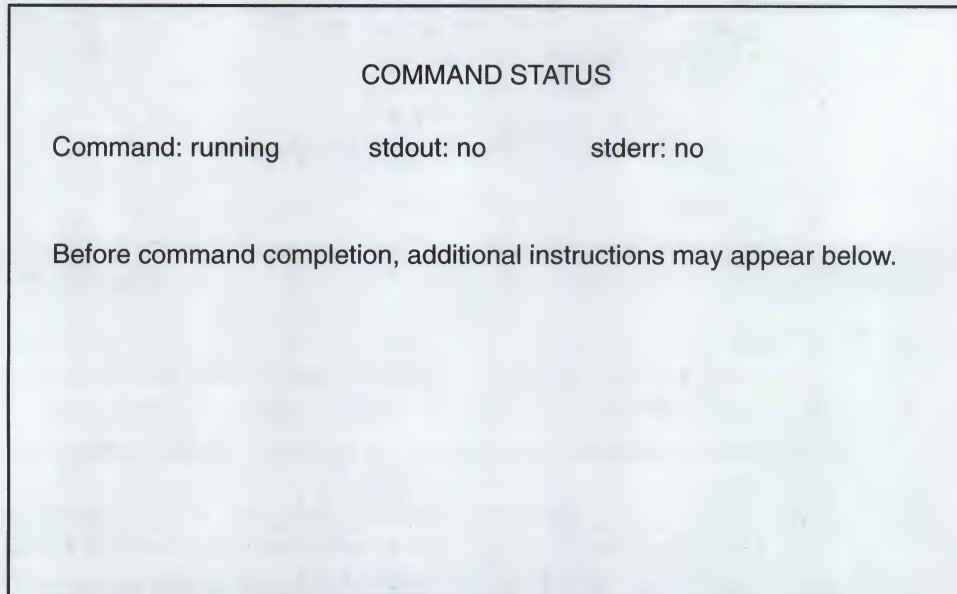 COMMAND STATUS
Command: running stdout: no stderr: no
Before command completion, additional instructions may appear below.